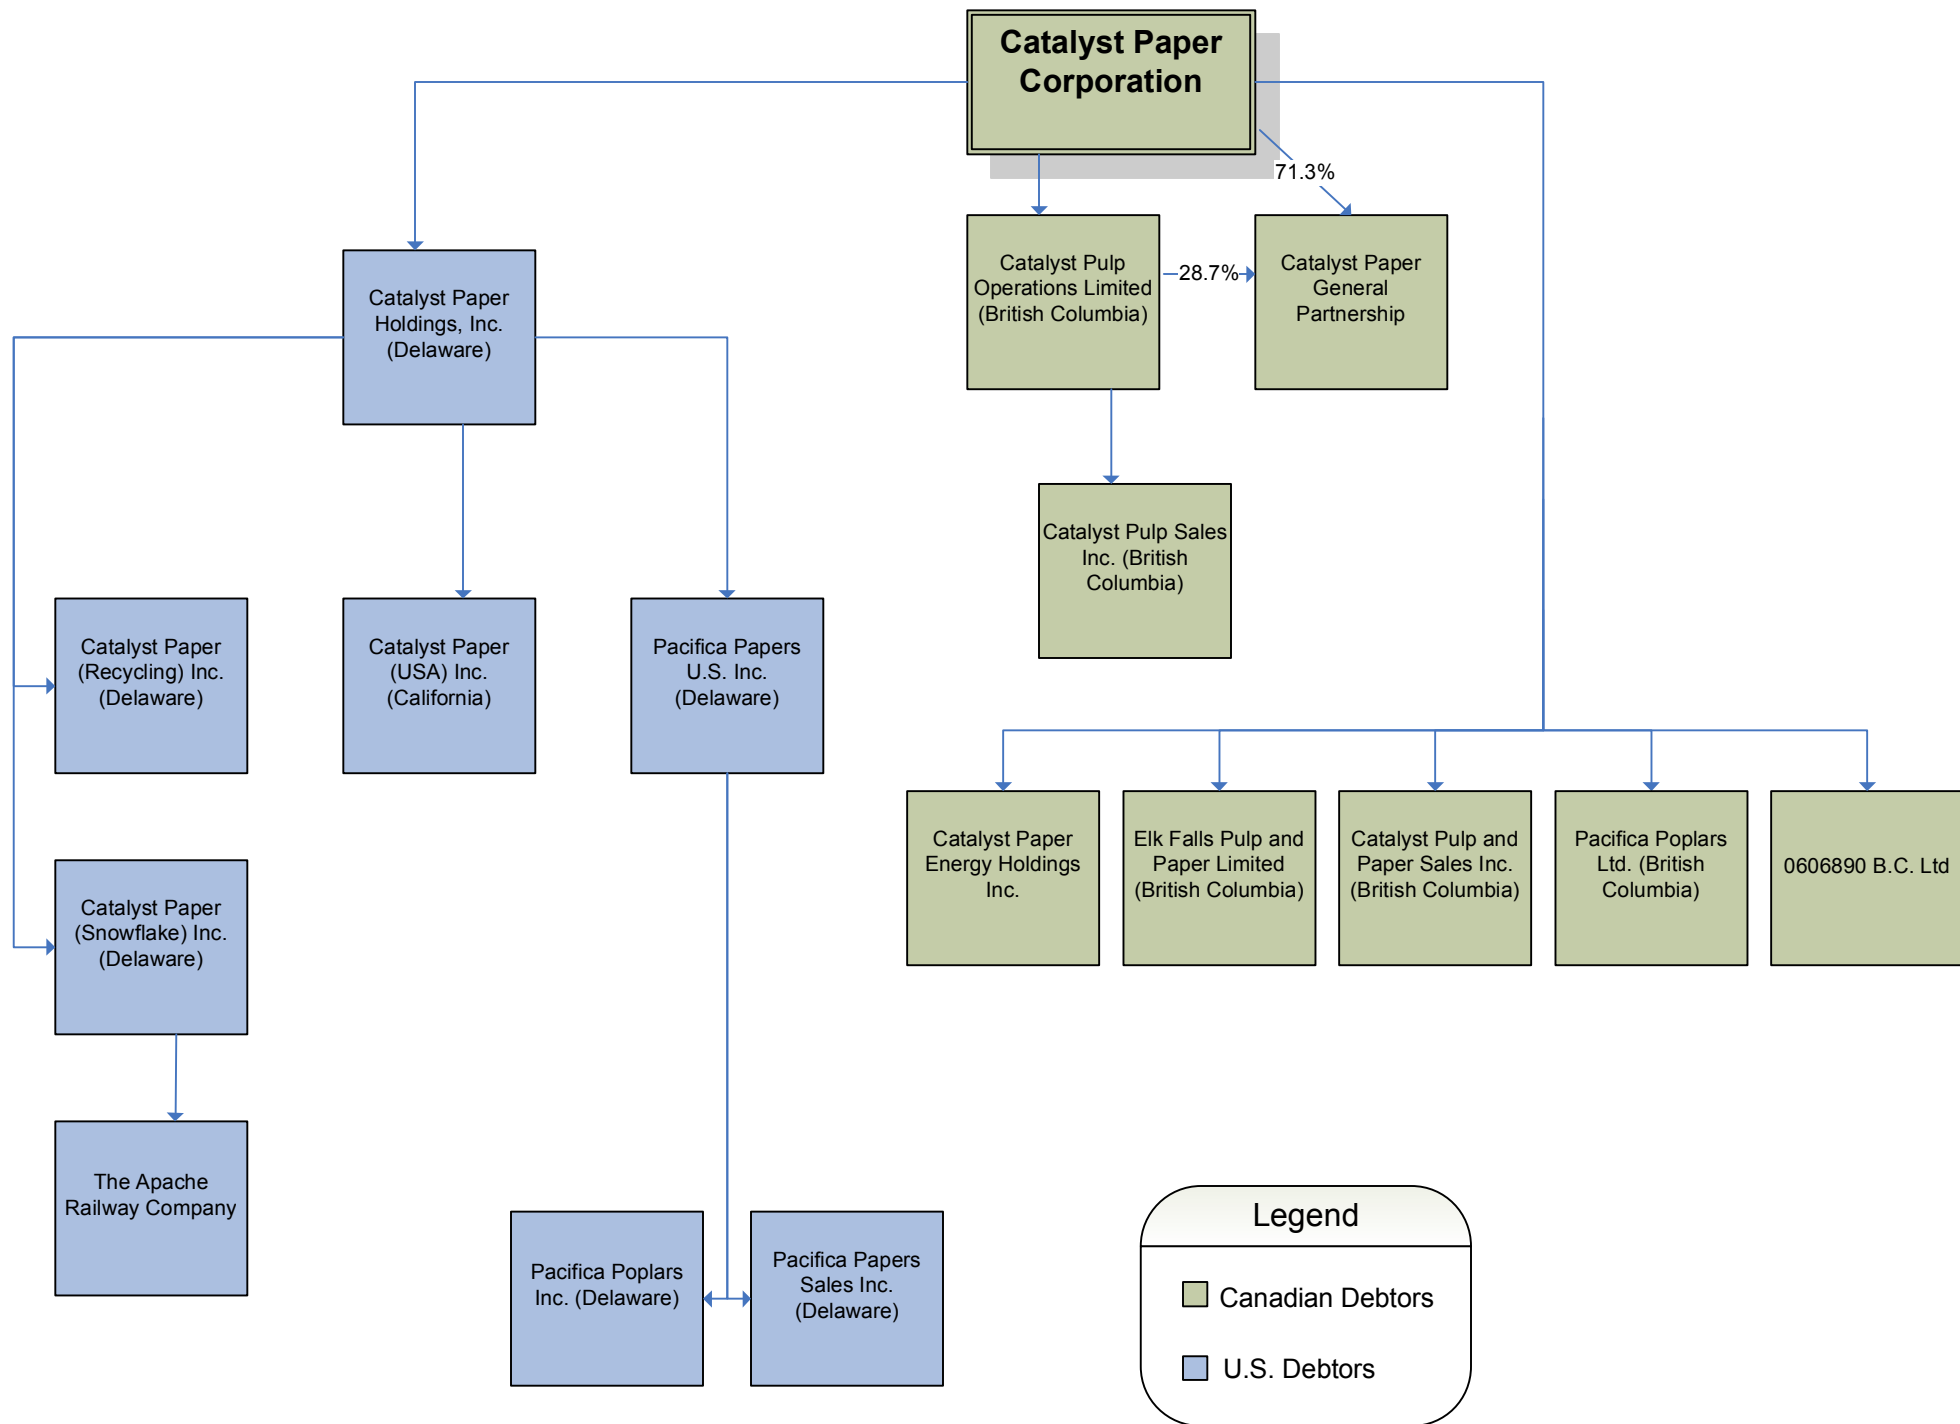 Catalyst Paper
Corporation
71.3%
Catalyst Pulp
Operations Limited
(British Columbia)
28.7%
Catalyst Paper
General
Partnership
Catalyst Paper
Holdings, Inc.
(Delaware)
Catalyst Pulp Sales
Inc. (British
Columbia)
Catalyst Paper
(Recycling) Inc.
(Delaware)
Catalyst Paper
(USA) Inc.
(California)
Pacifica Papers
U.S. Inc.
(Delaware)
Catalyst Paper
Energy Holdings
Inc.
Elk Falls Pulp and
Paper Limited
(British Columbia)
Catalyst Pulp and
Paper Sales Inc.
(British Columbia)
Pacifica Poplars
Ltd. (British
Columbia)
0606890 B.C. Ltd
Catalyst Paper
(Snowflake) Inc.
(Delaware)
The Apache
Railway Company
Pacifica Poplars
Inc. (Delaware)
Pacifica Papers
Sales Inc.
(Delaware)
Legend
Canadian Debtors
U.S. Debtors